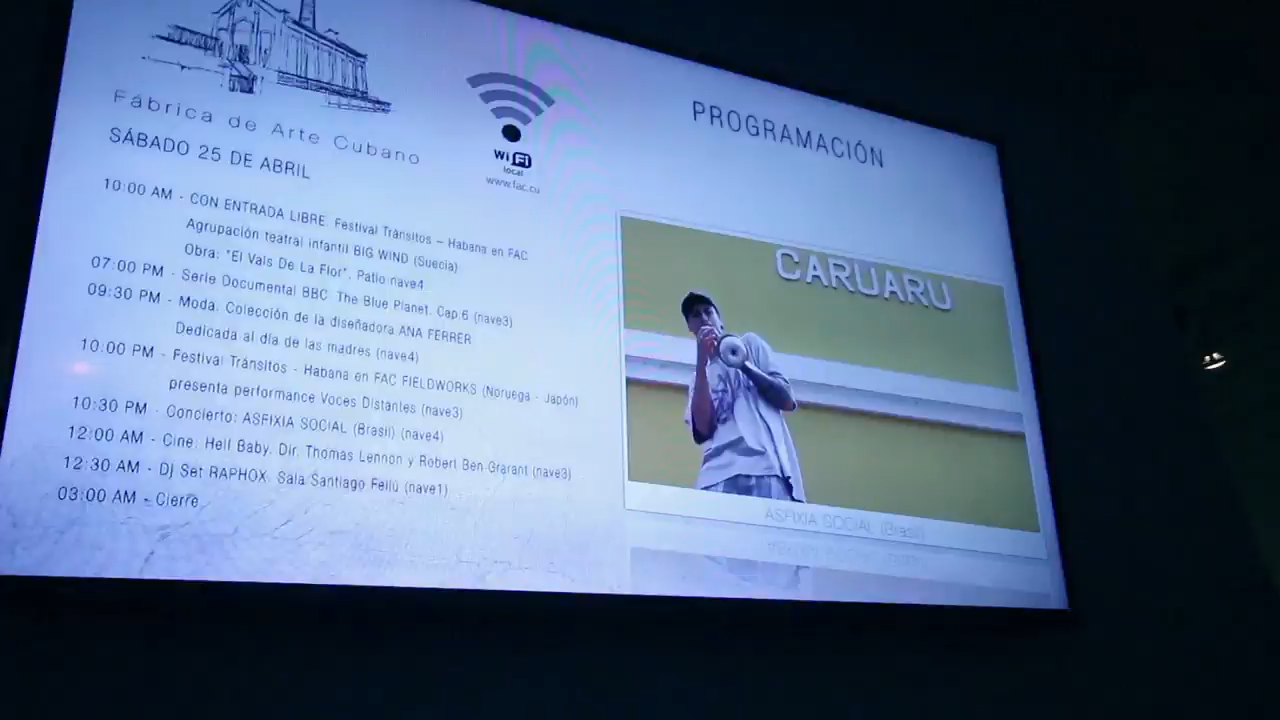 Fábrica de Arte Cubano
SÁBADO 25 DE ABRIL
10:00 AM - CON ENTRADA LIBRE. Festival Tránsitos – Habana en FAC
Agrupación teatral infantil BIG WIND (Suecia)
Obra: "El Vals De La Flor". Patio nave4
07:00 PM - Serie Documental BBC. The Blue Planet. Cap 6 (nave3)
09:30 PM - Moda. Colección de la diseñadora ANA FERRER
Dedicada al día de las madres (nave4)
10:00 PM - Festival Tránsitos - Habana en FAC FIELDWORKS (Noruega - Japón)
presenta performance Voces Distantes (nave3)
10:30 PM - Concierto: ASFIXIA SOCIAL (Brasil) (nave4)
12:00 AM - Cine: Hell Baby. Dir. Thomas Lennon y Robert Ben Garant (nave3)
12:30 AM - Dj Set RAPHOX. Sala Santiago Feliú (nave1)
03:00 AM - Cierre
Wi Fi
local
www.fac.cu
PROGRAMACIÓN
CARUARU
ASFIXIA SOCIAL (Brasil)